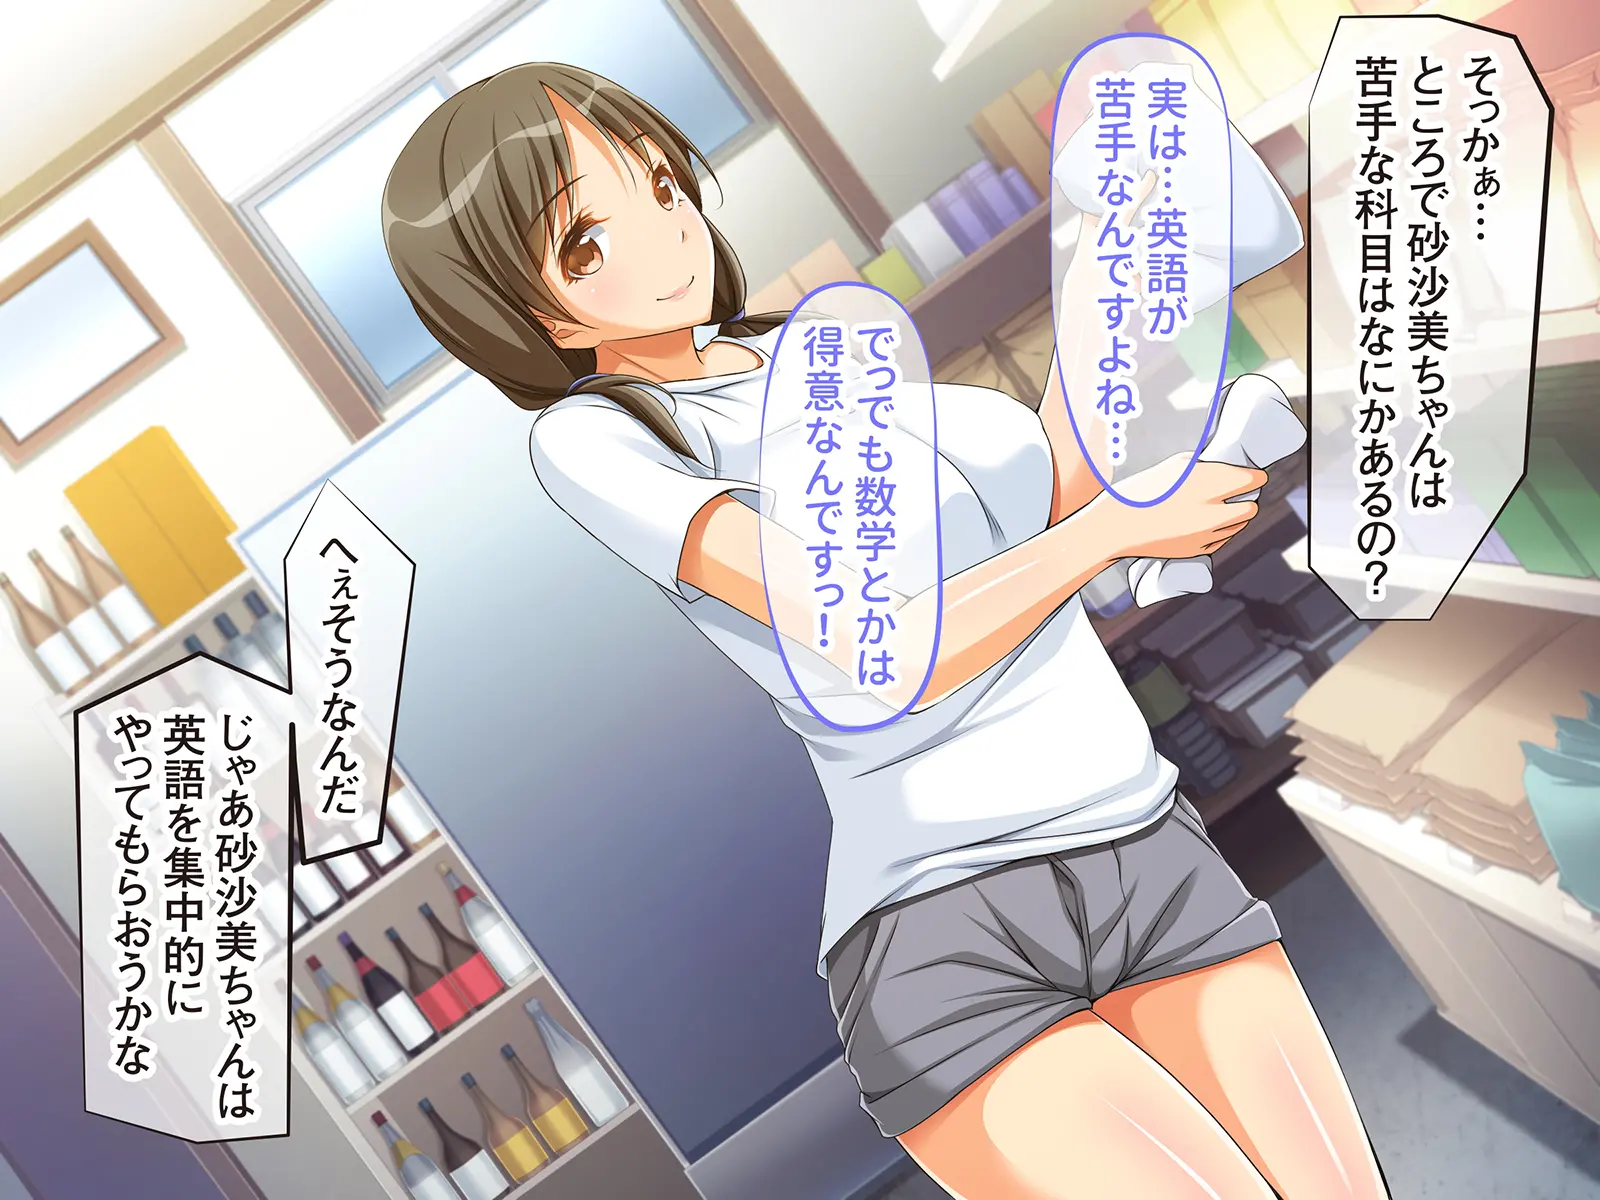 そっかぁ…
ところで砂沙美ちゃんは
苦手な科目はなにかあるの？
実は…英語が
苦手なんですよね…
でっでも数学とかは
得意なんですっ！
へぇそうなんだ
じゃあ砂沙美ちゃんは
英語を集中的に
やってもらおうかな